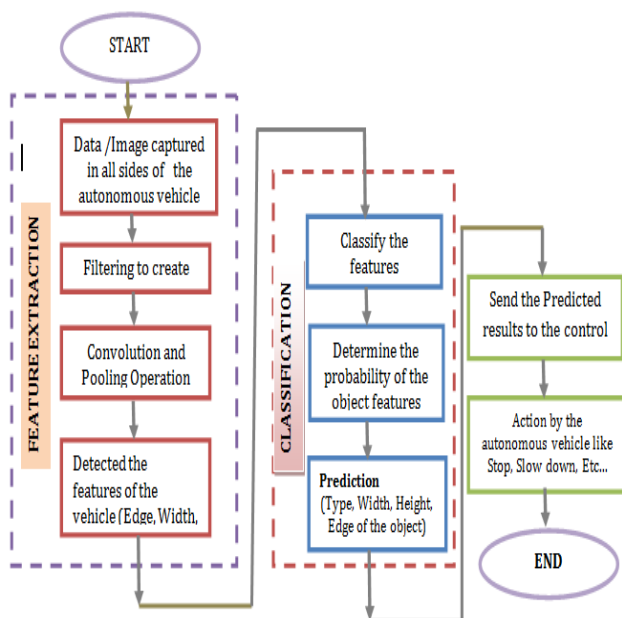 START
FEATURE EXTRACTION
Data /Image captured
in all sides of the
autonomous vehicle
Filtering to create
Convolution and
Pooling Operation
Detected the
features of the
vehicle (Edge, Width,
CLASSIFICATION
Classify the
features
Determine the
probability of the
object features
Prediction
(Type, Width, Height,
Edge of the object)
Send the Predicted
results to the control
Action by the
autonomous vehicle like
Stop, Slow down, Etc...
END